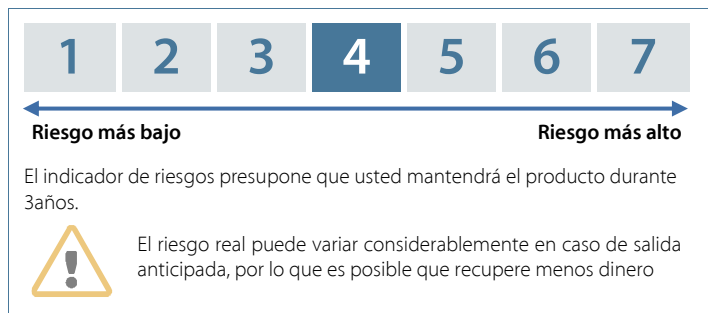 1 2 3 4 5 6 7
Riesgo más bajo Riesgo más alto
El indicador de riesgos presupone que usted mantendrá el producto durante
3años.
El riesgo real puede variar considerablemente en caso de salida
anticipada, por lo que es posible que recupere menos dinero